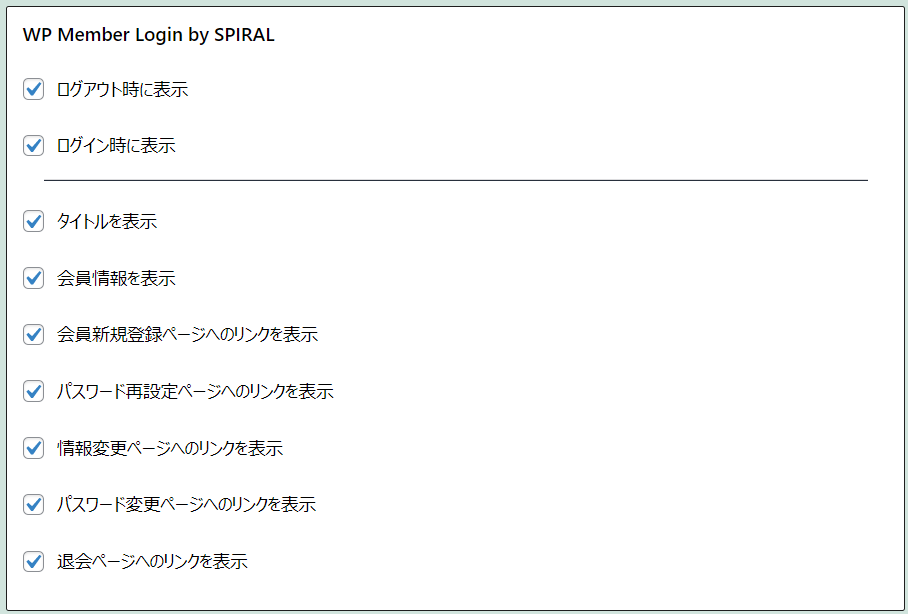 WP Member Login by SPIRAL
ログアウト時に表示
ログイン時に表示
タイトルを表示
会員情報を表示
会員新規登録ページへのリンクを表示
パスワード再設定ページへのリンクを表示
情報変更ページへのリンクを表示
パスワード変更ページへのリンクを表示
退会ページへのリンクを表示